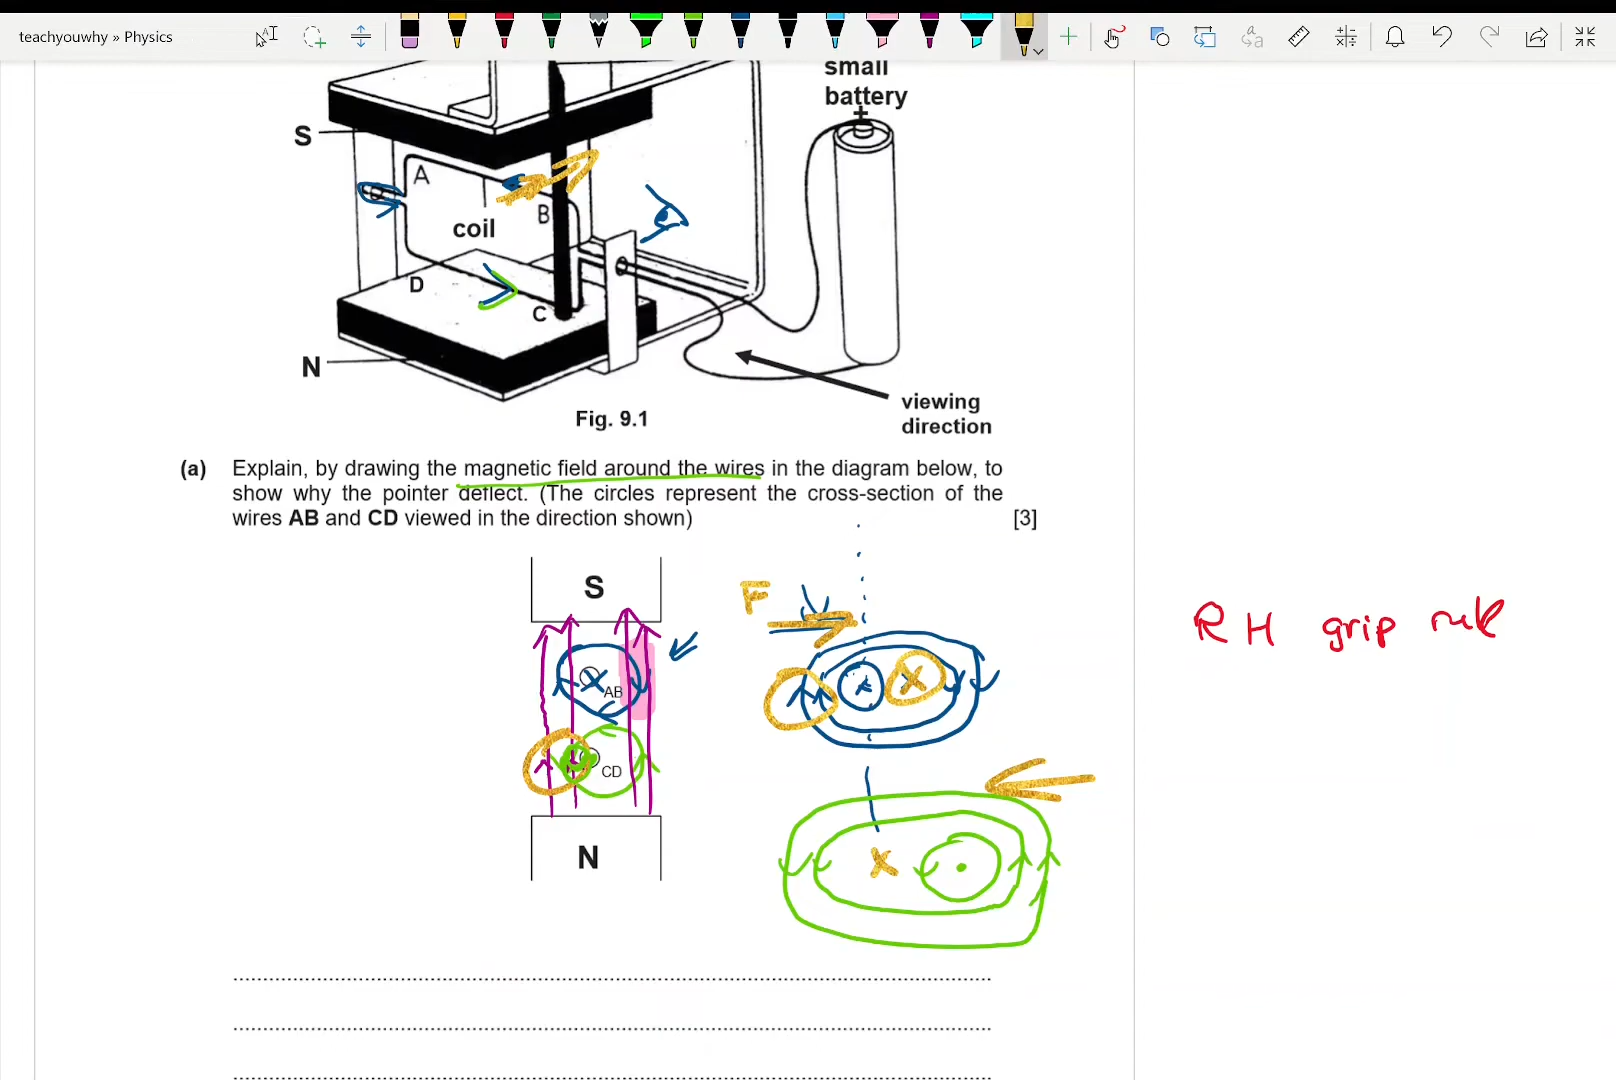 teachyouwhy » Physics
small
battery
+
S
A
B
coil
D
C
N
Fig. 9.1
viewing
direction
(a) Explain, by drawing the magnetic field around the wires in the diagram below, to
show why the pointer deflect. (The circles represent the cross-section of the
wires AB and CD viewed in the direction shown) [3]
S
F
AB
CD
N
RH grip rule